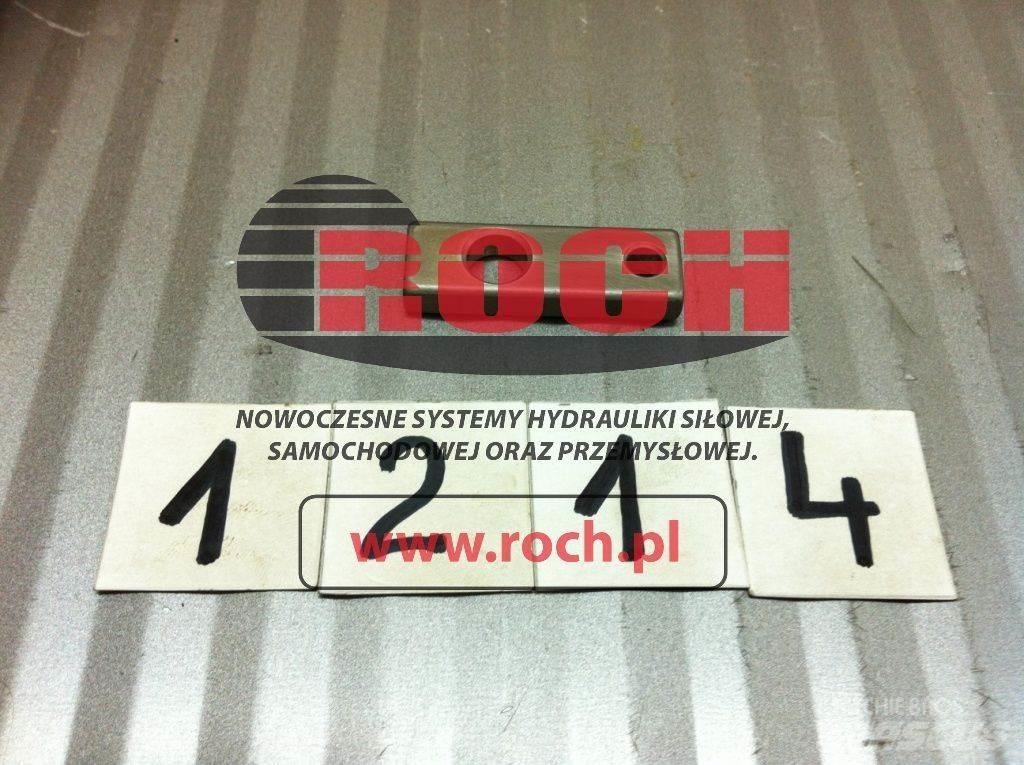 ROCH
NOWOCZESNE SYSTEMY HYDRAULIKI SIŁOWEJ,
SAMOCHODOWEJ ORAZ PRZEMYSŁOWEJ.
1 2 1 4
www.roch.pl